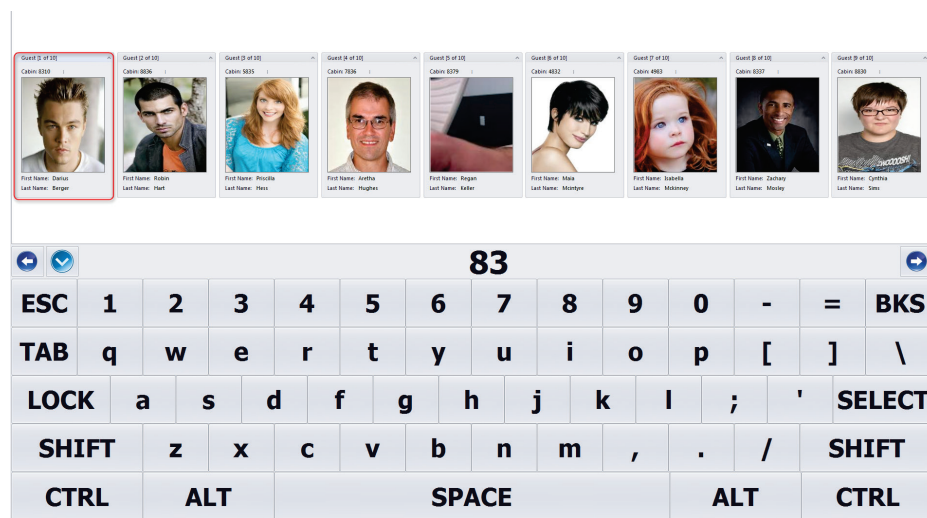 Guest [1 of 10] Guest [2 of 10] Guest [3 of 10] Guest [4 of 10] Guest [5 of 10] Guest [6 of 10] Guest [7 of 10] Guest [8 of 10] Guest [9 of 10]
Cabin: 8310 Cabin: 8836 Cabin: 5835 Cabin: 7836 Cabin: 8379 Cabin: 4832 Cabin: 4983 Cabin: 8337 Cabin: 8830
ZWOOOSH!
First Name: Darius First Name: Robin First Name: Priscilla First Name: Aretha First Name: Regan First Name: Maia First Name: Isabella First Name: Zachary First Name: Cynthia
Last Name: Berger Last Name: Hart Last Name: Hess Last Name: Hughes Last Name: Keller Last Name: Mcintyre Last Name: Mckinney Last Name: Mosley Last Name: Sims
83
ESC 1 2 3 4 5 6 7 8 9 0 - = BKS
TAB q w e r t y u i o p [ ] \
LOCK a s d f g h j k l ; ' SELECT
SHIFT z x c v b n m , . / SHIFT
CTRL ALT SPACE ALT CTRL